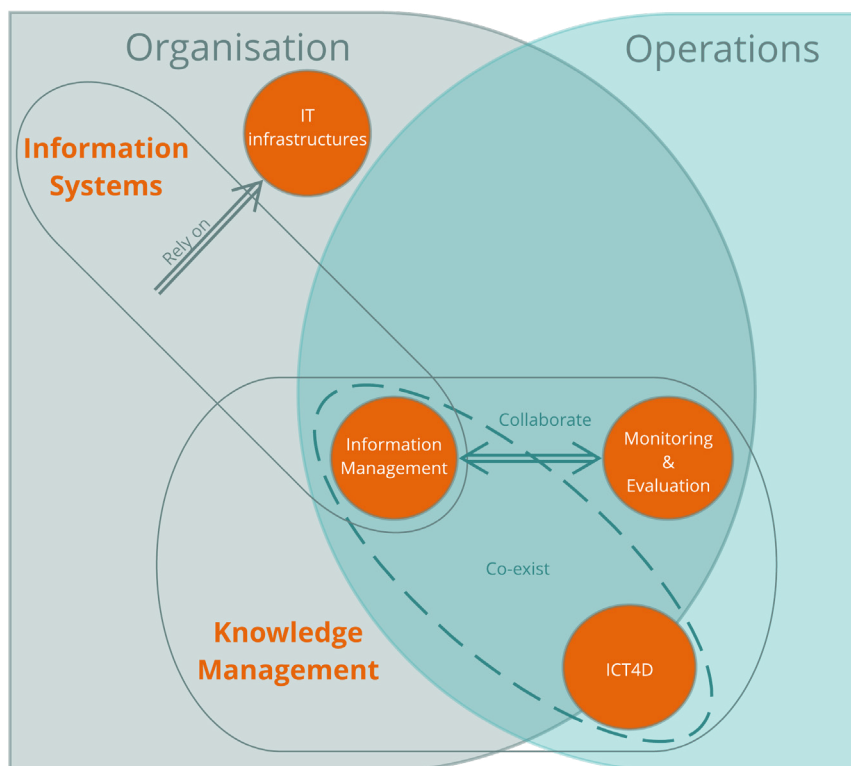 Organisation
Operations
IT
infrastructures
Information
Systems
Rely on
Collaborate
Information
Management
Monitoring
&
Evaluation
Co-exist
Knowledge
Management
ICT4D